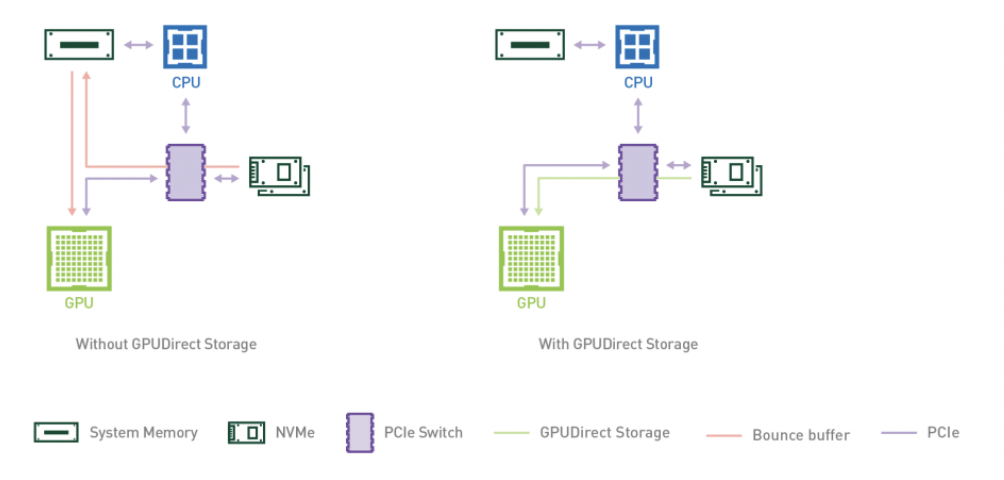 CPU
GPU
Without GPUDirect Storage
CPU
GPU
With GPUDirect Storage
System Memory
NVMe
PCIe Switch
GPUDirect Storage
Bounce buffer
PCIe